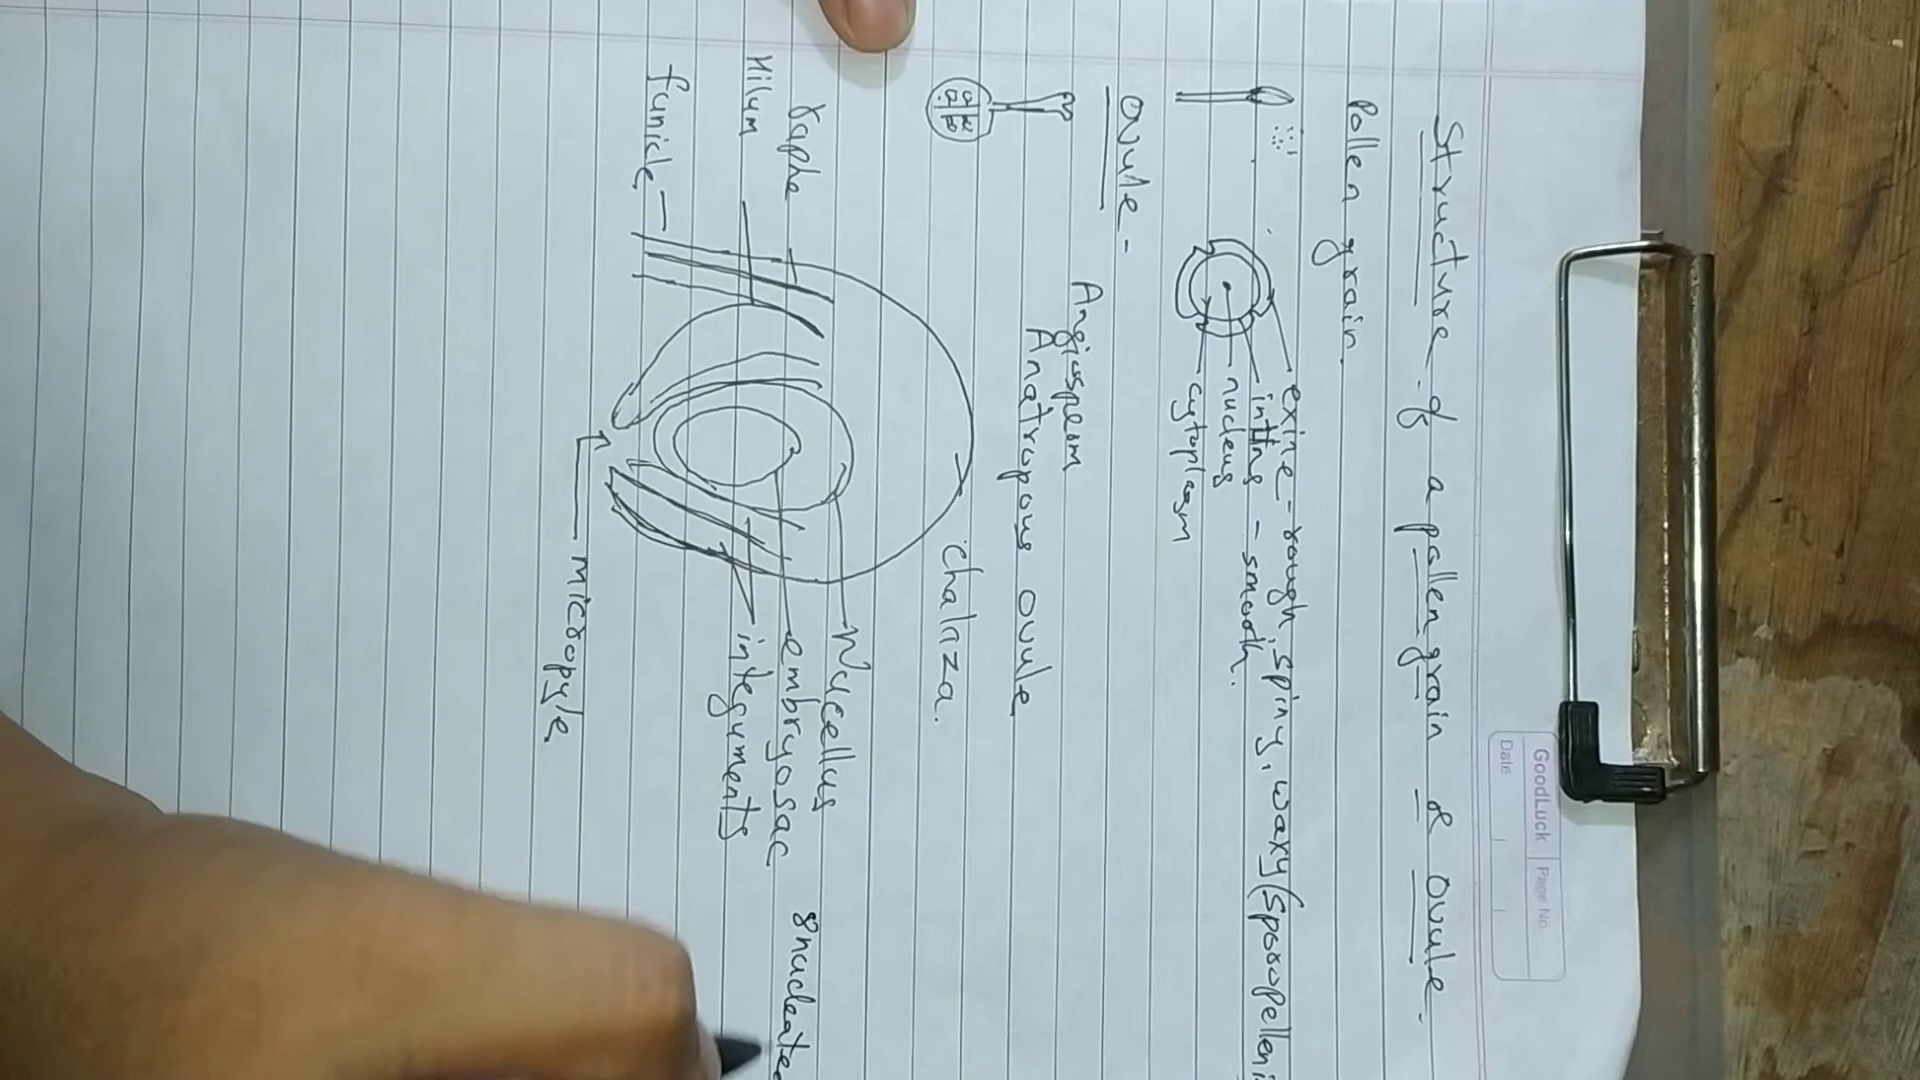 GoodLuck Page No.
Date
Structure of a pollen grain & ovule.
Pollen grain.
exine - rough, spiny, waxy (sporopelleni
intine - smooth.
nucleus
cytoplasm
Ovule -
Angiosperm
Anatropous ovule
chalaza.
raphe
Hilum
funicle
Nucellus
embryosac 8nucleate
integuments
micropyle